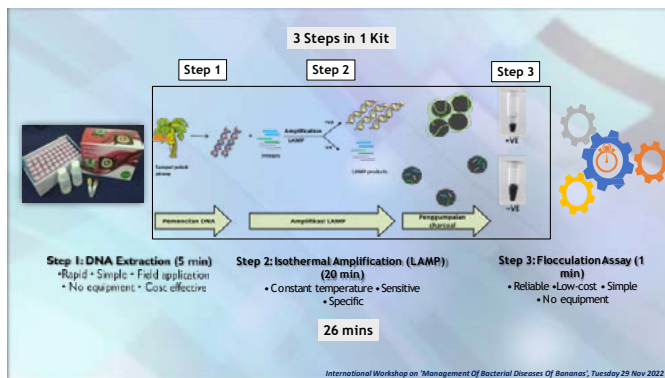 3 Steps in 1 Kit
Step 1
Step 2
Step 3
Amplification
LAMP
+VE
-VE
primers
LAMP products
+VE
-VE
Pemencilan DNA
Amplifikasi LAMP
Penggumpalan
charcoal
Step 1: DNA Extraction (5 min)
•Rapid • Simple • Field application
• No equipment • Cost effective
Step 2: Isothermal Amplification (LAMP)
(20 min)
• Constant temperature • Sensitive
• Specific
Step 3: Flocculation Assay (1
min)
• Reliable •Low-cost • Simple
• No equipment
26 mins
International Workshop on 'Management Of Bacterial Diseases Of Bananas', Tuesday 29 Nov 2022